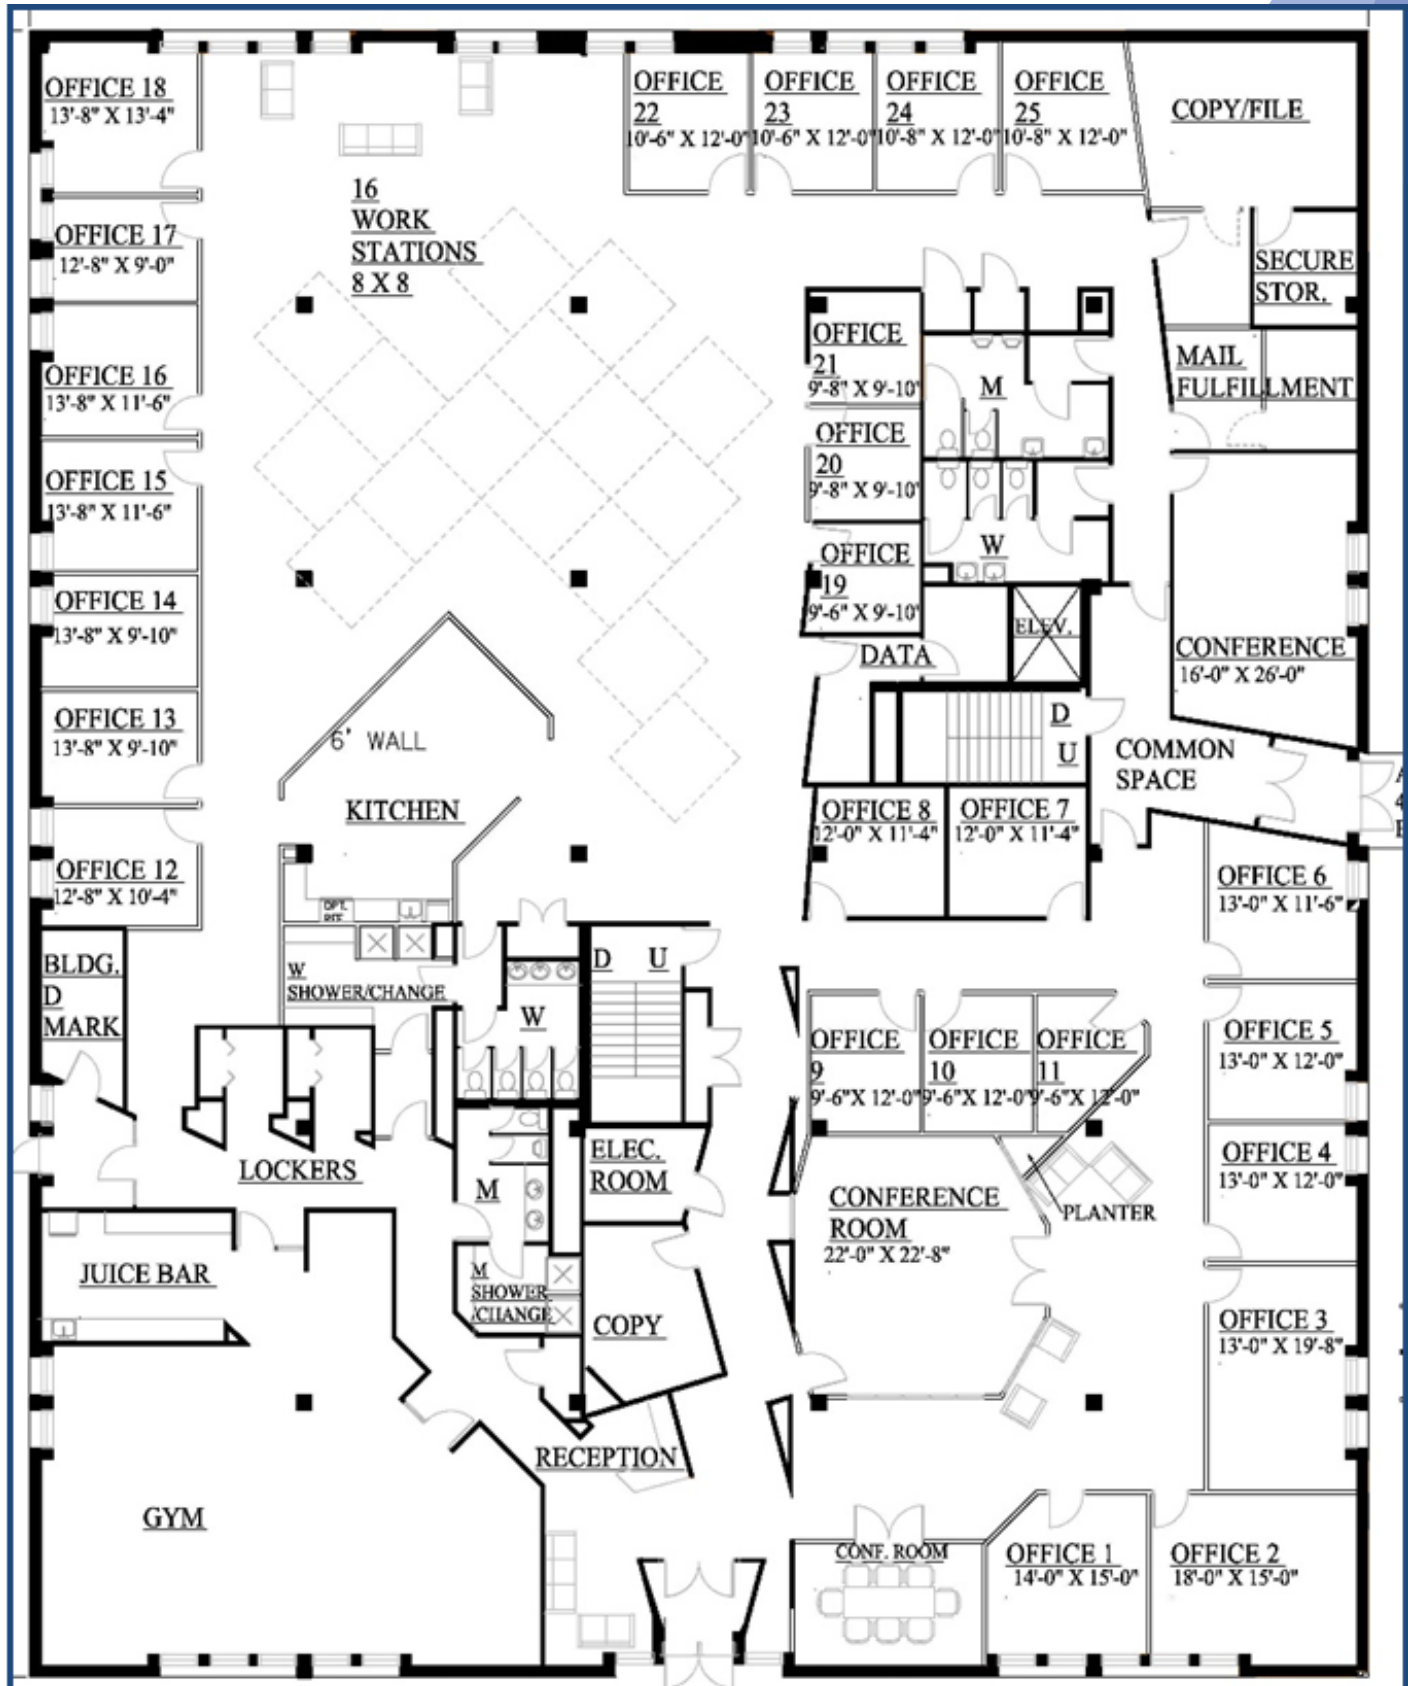 OFFICE 18
13'-8" X 13'-4"
OFFICE
22
10'-6" X 12'-0"
OFFICE
23
10'-6" X 12'-0"
OFFICE
24
10'-8" X 12'-0"
OFFICE
25
10'-8" X 12'-0"
COPY/FILE
16
WORK
STATIONS
8 X 8
OFFICE 17
12'-8" X 9'-0"
SECURE
STOR.
OFFICE 16
13'-8" X 11'-6"
OFFICE
21
9'-8" X 9'-10"
M
MAIL
FULFILLMENT
OFFICE 15
13'-8" X 11'-6"
OFFICE
20
9'-8" X 9'-10"
W
OFFICE 14
13'-8" X 9'-10"
OFFICE
19
9'-6" X 9'-10"
ELEV.
DATA
CONFERENCE
16'-0" X 26'-0"
OFFICE 13
13'-8" X 9'-10"
6' WALL
D
U
COMMON
SPACE
A
4
E
KITCHEN
OFFICE 8
12'-0" X 11'-4"
OFFICE 7
12'-0" X 11'-4"
OFFICE 12
12'-8" X 10'-4"
OPT.
REF.
OFFICE 6
13'-0" X 11'-6"
BLDG.
D
MARK
W
SHOWER/CHANGE
D U
W
OFFICE
9
9'-6"X 12'-0"
OFFICE
10
9'-6"X 12'-0"
OFFICE
11
9'-6"X 12'-0"
OFFICE 5
13'-0" X 12'-0"
LOCKERS
M
ELEC.
ROOM
CONFERENCE
ROOM
22'-0" X 22'-8"
PLANTER
OFFICE 4
13'-0" X 12'-0"
JUICE BAR
M
SHOWER
/CHANGE
COPY
OFFICE 3
13'-0" X 19'-8"
GYM
RECEPTION
CONF. ROOM
OFFICE 1
14'-0" X 15'-0"
OFFICE 2
18'-0" X 15'-0"